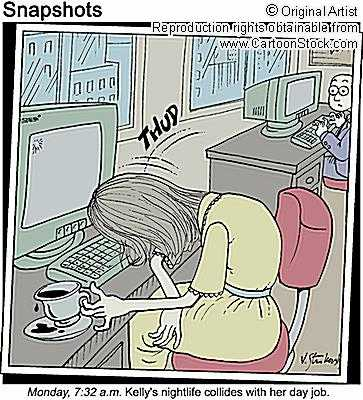 Snapshots
© Original Artist
Reproduction rights obtainable from
www.CartoonStock.com
THUD
Monday, 7:32 a.m. Kelly's nightlife collides with her day job.